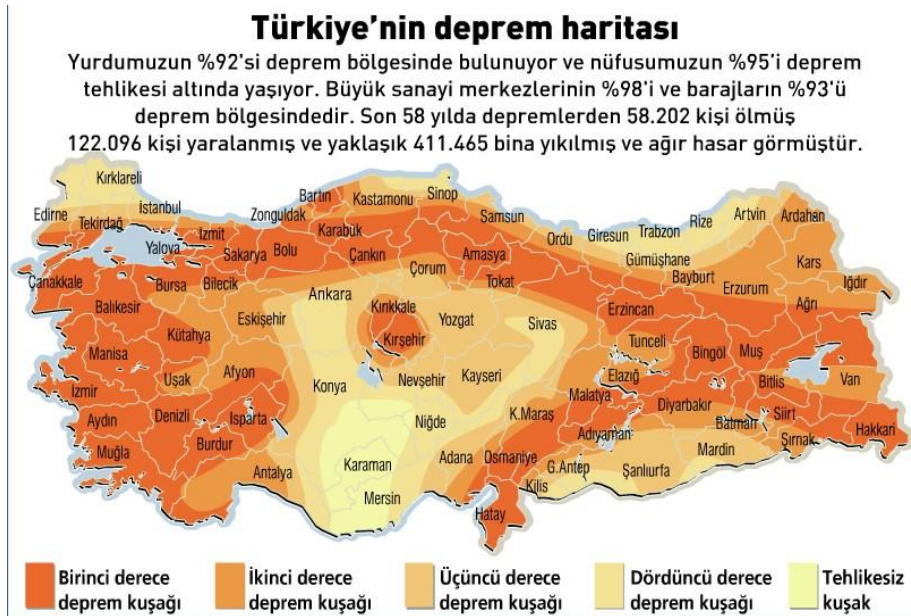 Türkiye'nin deprem haritası
Yurdumuzun %92'si deprem bölgesinde bulunuyor ve nüfusumuzun %95'i deprem
tehlikesi altında yaşıyor. Büyük sanayi merkezlerinin %98'i ve barajların %93'ü
deprem bölgesindedir. Son 58 yılda depremlerden 58.202 kişi ölmüş
122.096 kişi yaralanmış ve yaklaşık 411.465 bina yıkılmış ve ağır hasar görmüştür.
Kırklareli
Edirne
Tekirdağ
İstanbul
Yalova
İzmit
Sakarya
Zonguldak
Bartın
Karabük
Kastamonu
Sinop
Samsun
Ordu
Giresun
Trabzon
Rize
Artvin
Ardahan
Bolu
Çankırı
Amasya
Gümüşhane
Bayburt
Kars
Çanakkale
Bursa
Bilecik
Çorum
Tokat
Erzurum
Iğdır
Balıkesir
Eskişehir
Ankara
Kırıkkale
Yozgat
Sivas
Erzincan
Ağrı
Kütahya
Kırşehir
Tunceli
Bingöl
Muş
Manisa
Uşak
Afyon
Konya
Nevşehir
Kayseri
Elazığ
Bitlis
Van
İzmir
Malatya
Aydın
Denizli
Isparta
Niğde
K.Maraş
Diyarbakır
Batman
Siirt
Muğla
Burdur
Adıyaman
Şırnak
Hakkari
Antalya
Karaman
Adana
Osmaniye
G.Antep
Şanlıurfa
Mardin
Kilis
Mersin
Hatay
Birinci derece
deprem kuşağı
İkinci derece
deprem kuşağı
Üçüncü derece
deprem kuşağı
Dördüncü derece
deprem kuşağı
Tehlikesiz
kuşak